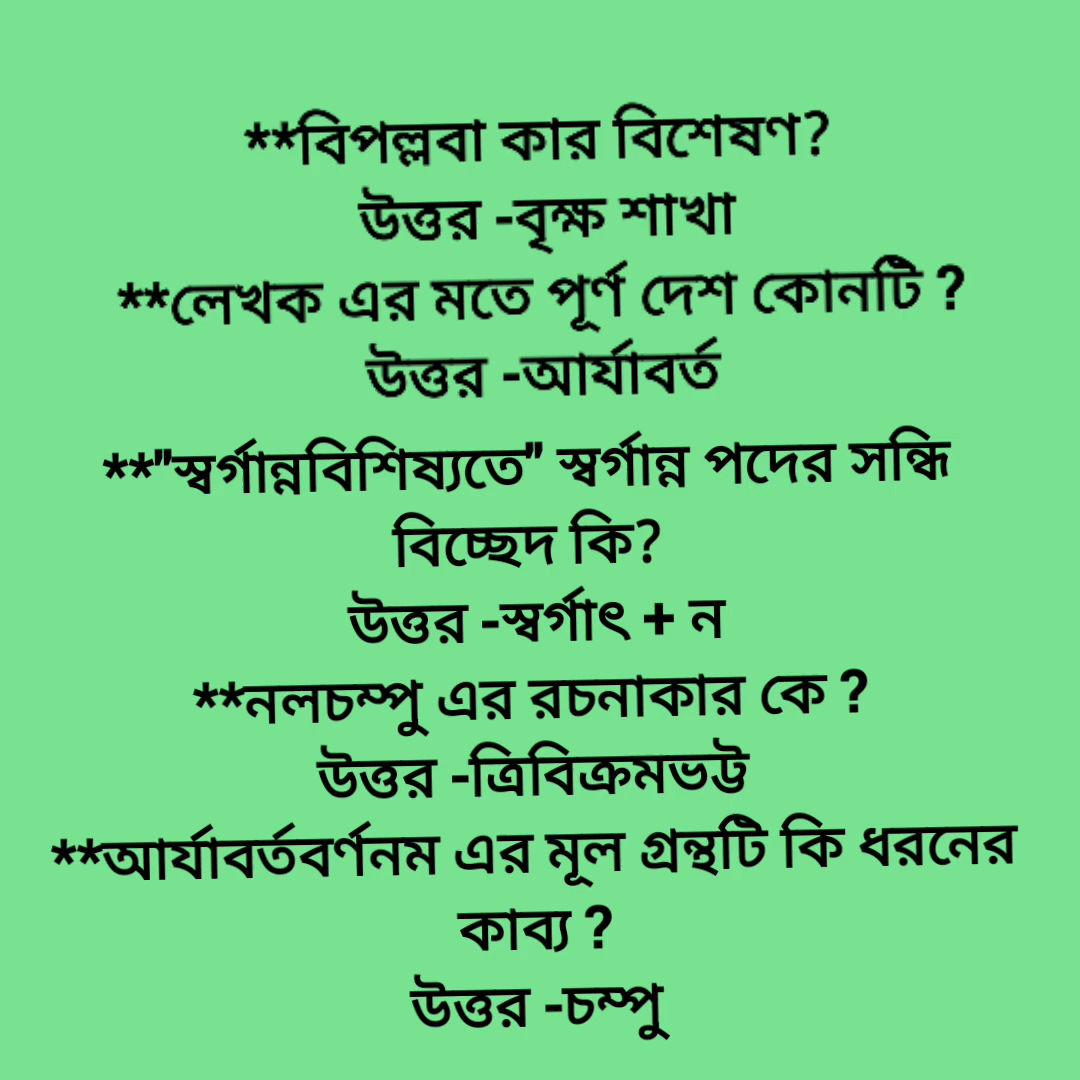 **বিপল্লবা কার বিশেষণ?
উত্তর -বৃক্ষ শাখা
**লেখক এর মতে পূর্ণ দেশ কোনটি ?
উত্তর -আর্যাবর্ত
**"স্বর্গান্নবিশিষ্যতে" স্বর্গান্ন পদের সন্ধি
বিচ্ছেদ কি?
উত্তর -স্বর্গাৎ + ন
**নলচম্পু এর রচনাকার কে ?
উত্তর -ত্রিবিক্রমভট্ট
**আর্যাবর্তবর্ণনম এর মূল গ্রন্থটি কি ধরনের
কাব্য ?
উত্তর -চম্পু